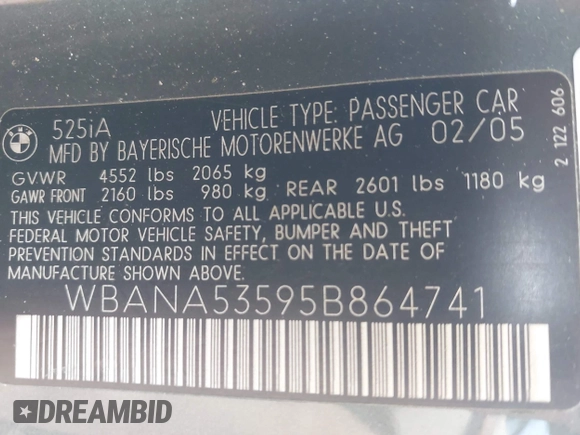 BMW
525iA VEHICLE TYPE: PASSENGER CAR
MFD BY BAYERISCHE MOTORENWERKE AG 02/05
GVWR 4552 lbs 2065 kg
GAWR FRONT 2160 lbs 980 kg REAR 2601 lbs 1180 kg
THIS VEHICLE CONFORMS TO ALL APPLICABLE U.S.
FEDERAL MOTOR VEHICLE SAFETY, BUMPER AND THEFT
PREVENTION STANDARDS IN EFFECT ON THE DATE OF
MANUFACTURE SHOWN ABOVE.
WBANA53595B864741
2 122 606
DREAMBID